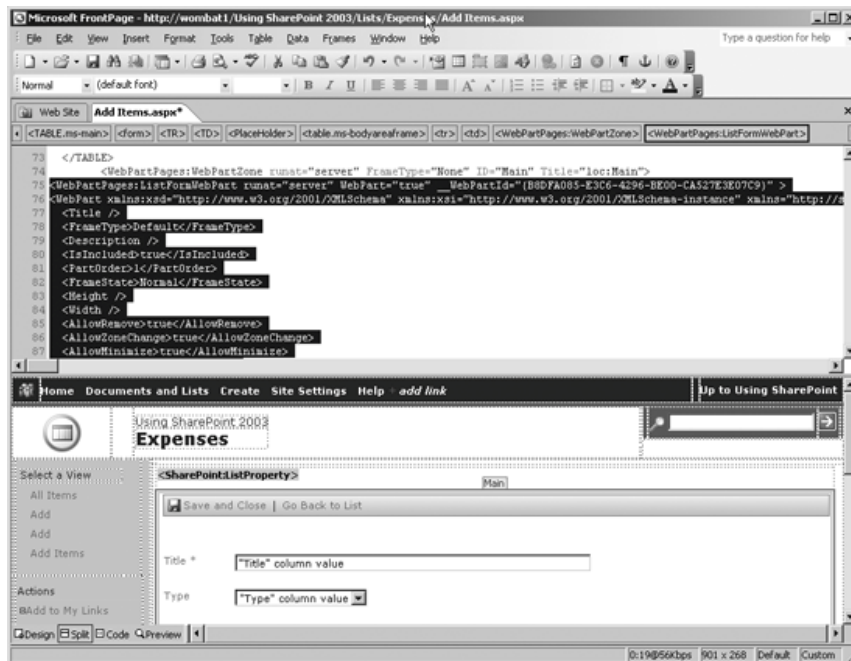 Microsoft FrontPage - http://wombat1/Using SharePoint 2003/Lists/Expenses/Add Items.aspx
File Edit View Insert Format Tools Table Data Frames Window Help Type a question for help
Normal (default font) B I U A A A
Web Site Add Items.aspx*
<TABLE.ms-main> <form> <TR> <TD> <PlaceHolder> <table.ms-bodyareaframe> <tr> <td> <WebPartPages:WebPartZone> <WebPartPages:ListFormWebPart>
73 </TABLE>
74 <WebPartPages:WebPartZone runat="server" FrameType="None" ID="Main" Title="loc:Main">
75 <WebPartPages:ListFormWebPart runat="server" WebPart="true" __WebPartId="{B8DFA085-E3C6-4296-BE00-CA527E3E07C9}" >
76 <WebPart xmlns:xsd="http://www.w3.org/2001/XMLSchema" xmlns:xsi="http://www.w3.org/2001/XMLSchema-instance" xmlns="http://s
77 <Title />
78 <FrameType>Default</FrameType>
79 <Description />
80 <IsIncluded>true</IsIncluded>
81 <PartOrder>1</PartOrder>
82 <FrameState>Normal</FrameState>
83 <Height />
84 <Width />
85 <AllowRemove>true</AllowRemove>
86 <AllowZoneChange>true</AllowZoneChange>
87 <AllowMinimize>true</AllowMinimize>
Home Documents and Lists Create Site Settings Help add link Up to Using SharePoint
Using SharePoint 2003
Expenses
Select a View
<SharePoint:ListProperty>
Main
All Items
Save and Close | Go Back to List
Add
Add
Add Items
Title * "Title" column value
Actions
Type "Type" column value
Add to My Links
Design Split Code Preview
0:19@56Kbps 901 x 268 Default Custom